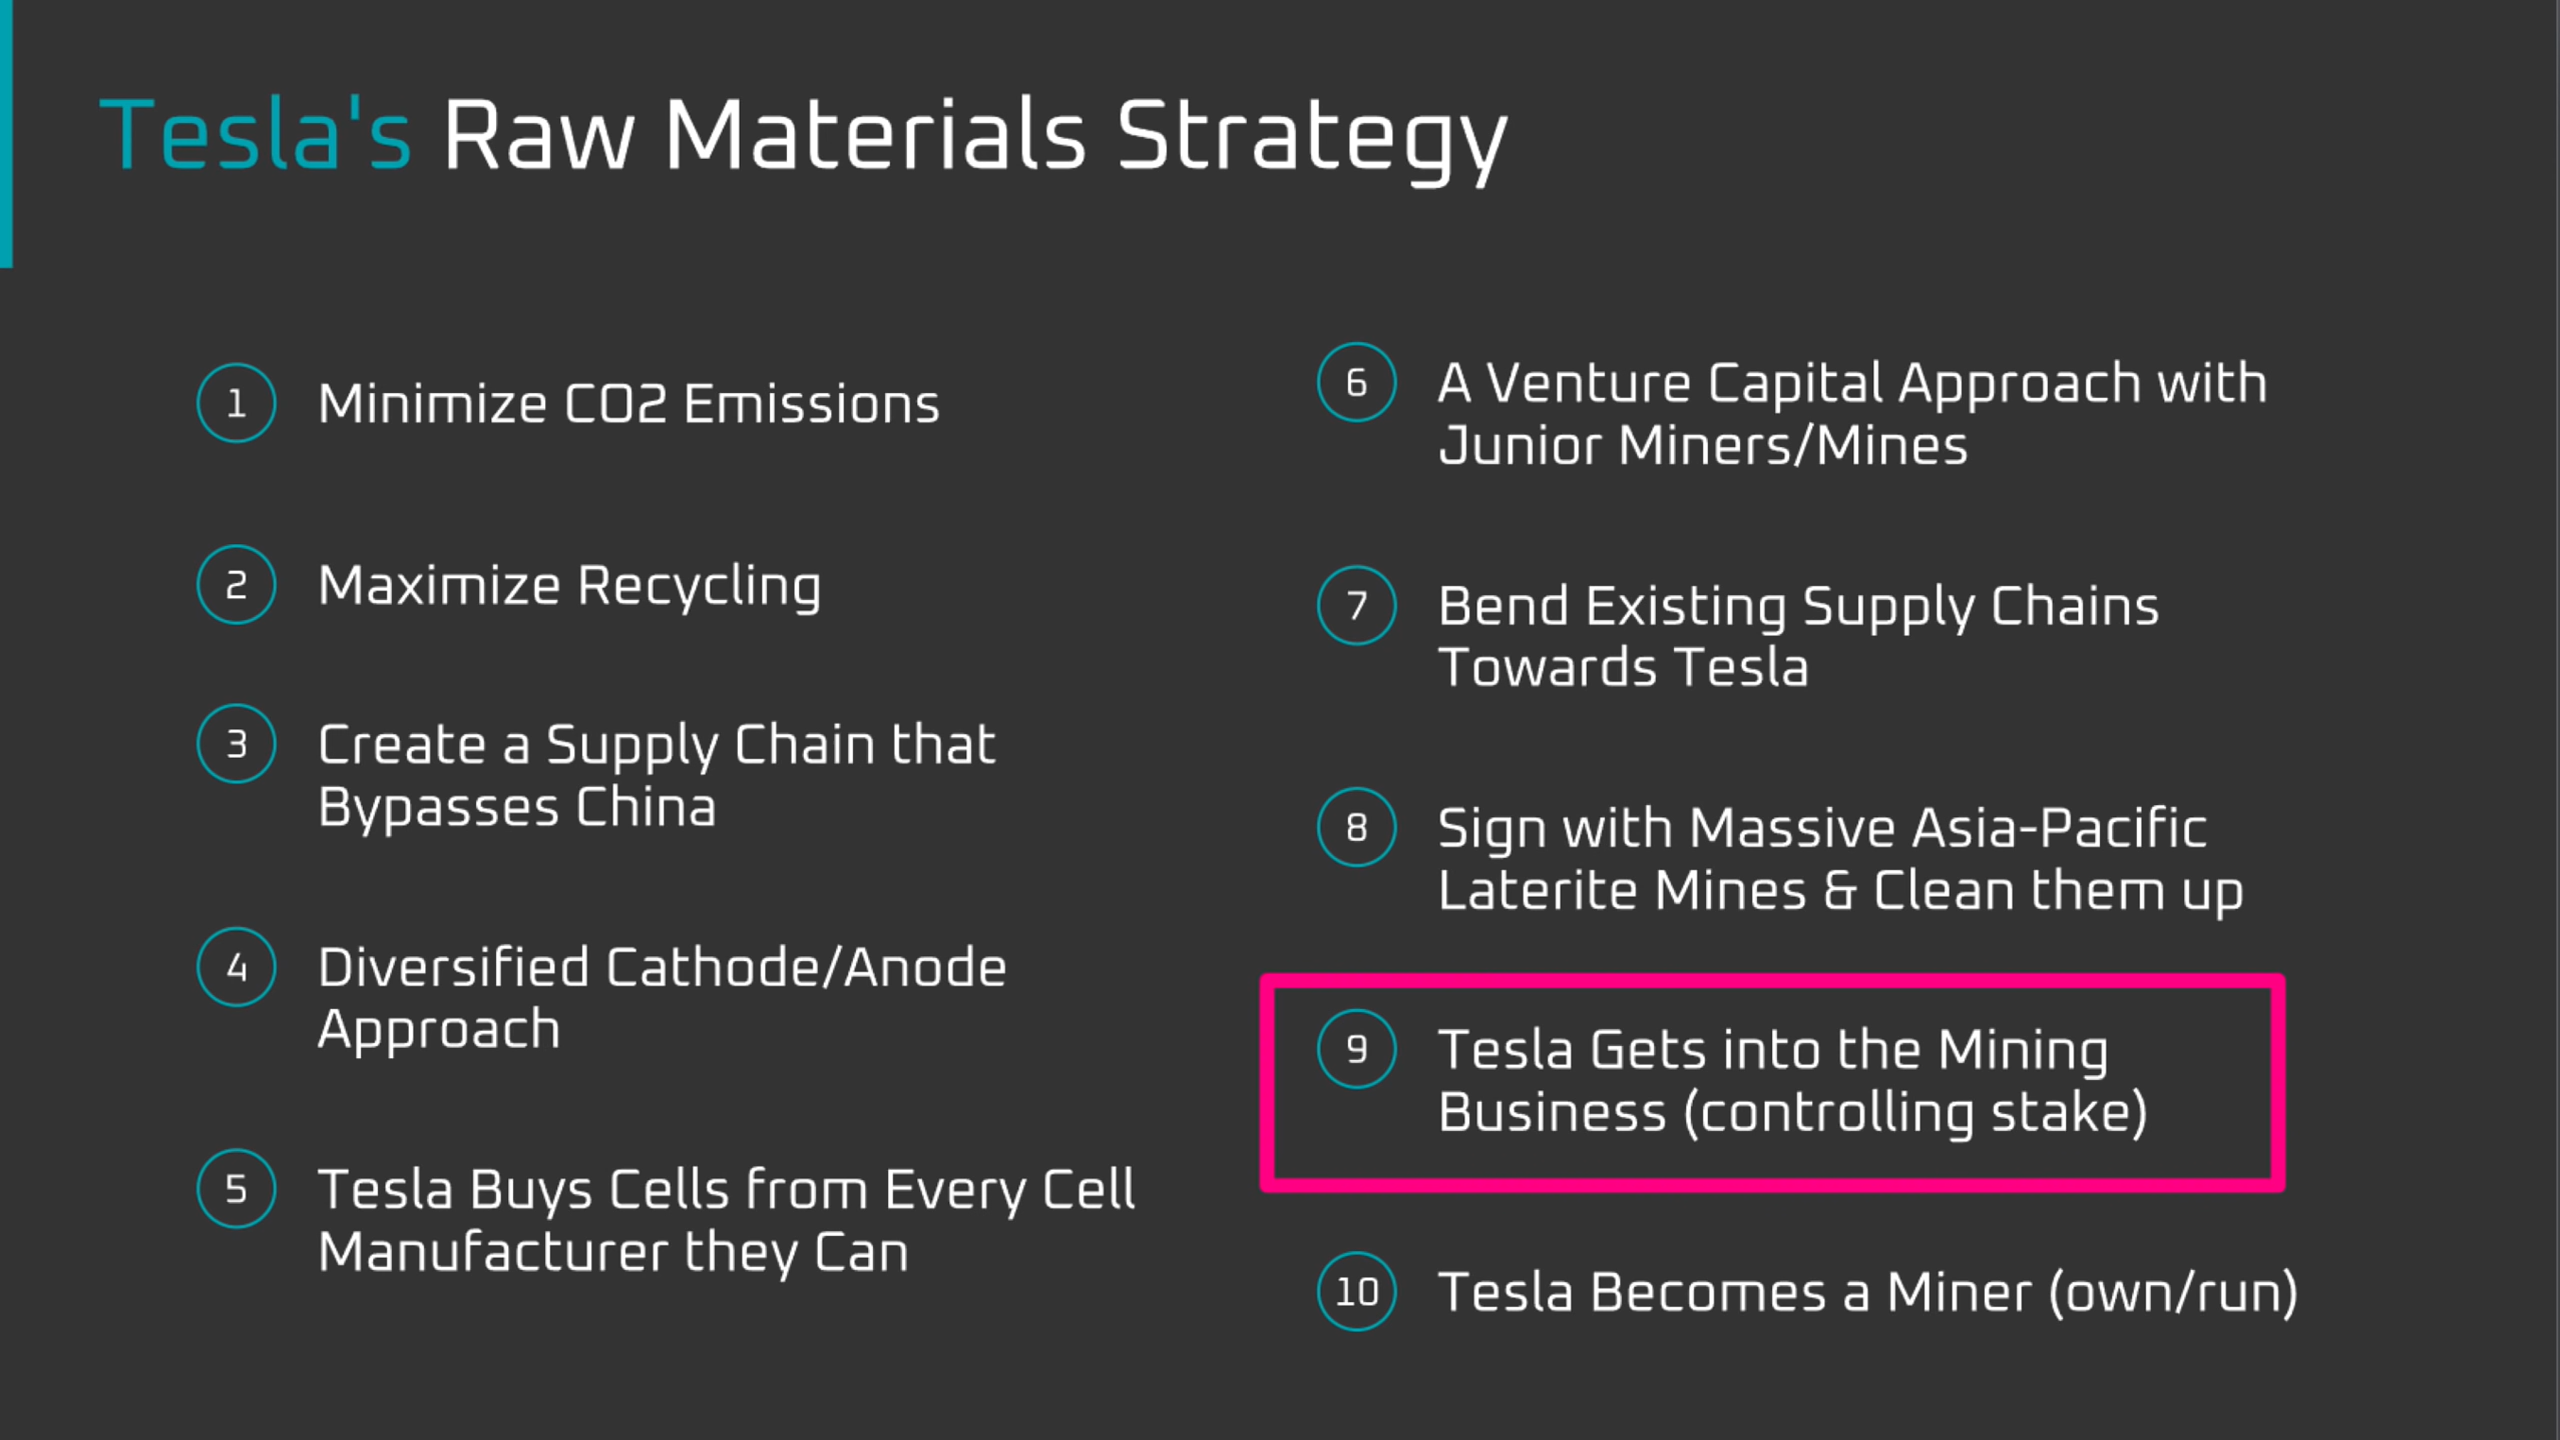 Tesla's Raw Materials Strategy
1 Minimize CO2 Emissions
2 Maximize Recycling
3 Create a Supply Chain that
Bypasses China
4 Diversified Cathode/Anode
Approach
5 Tesla Buys Cells from Every Cell
Manufacturer they Can
6 A Venture Capital Approach with
Junior Miners/Mines
7 Bend Existing Supply Chains
Towards Tesla
8 Sign with Massive Asia-Pacific
Laterite Mines & Clean them up
9 Tesla Gets into the Mining
Business (controlling stake)
10 Tesla Becomes a Miner (own/run)